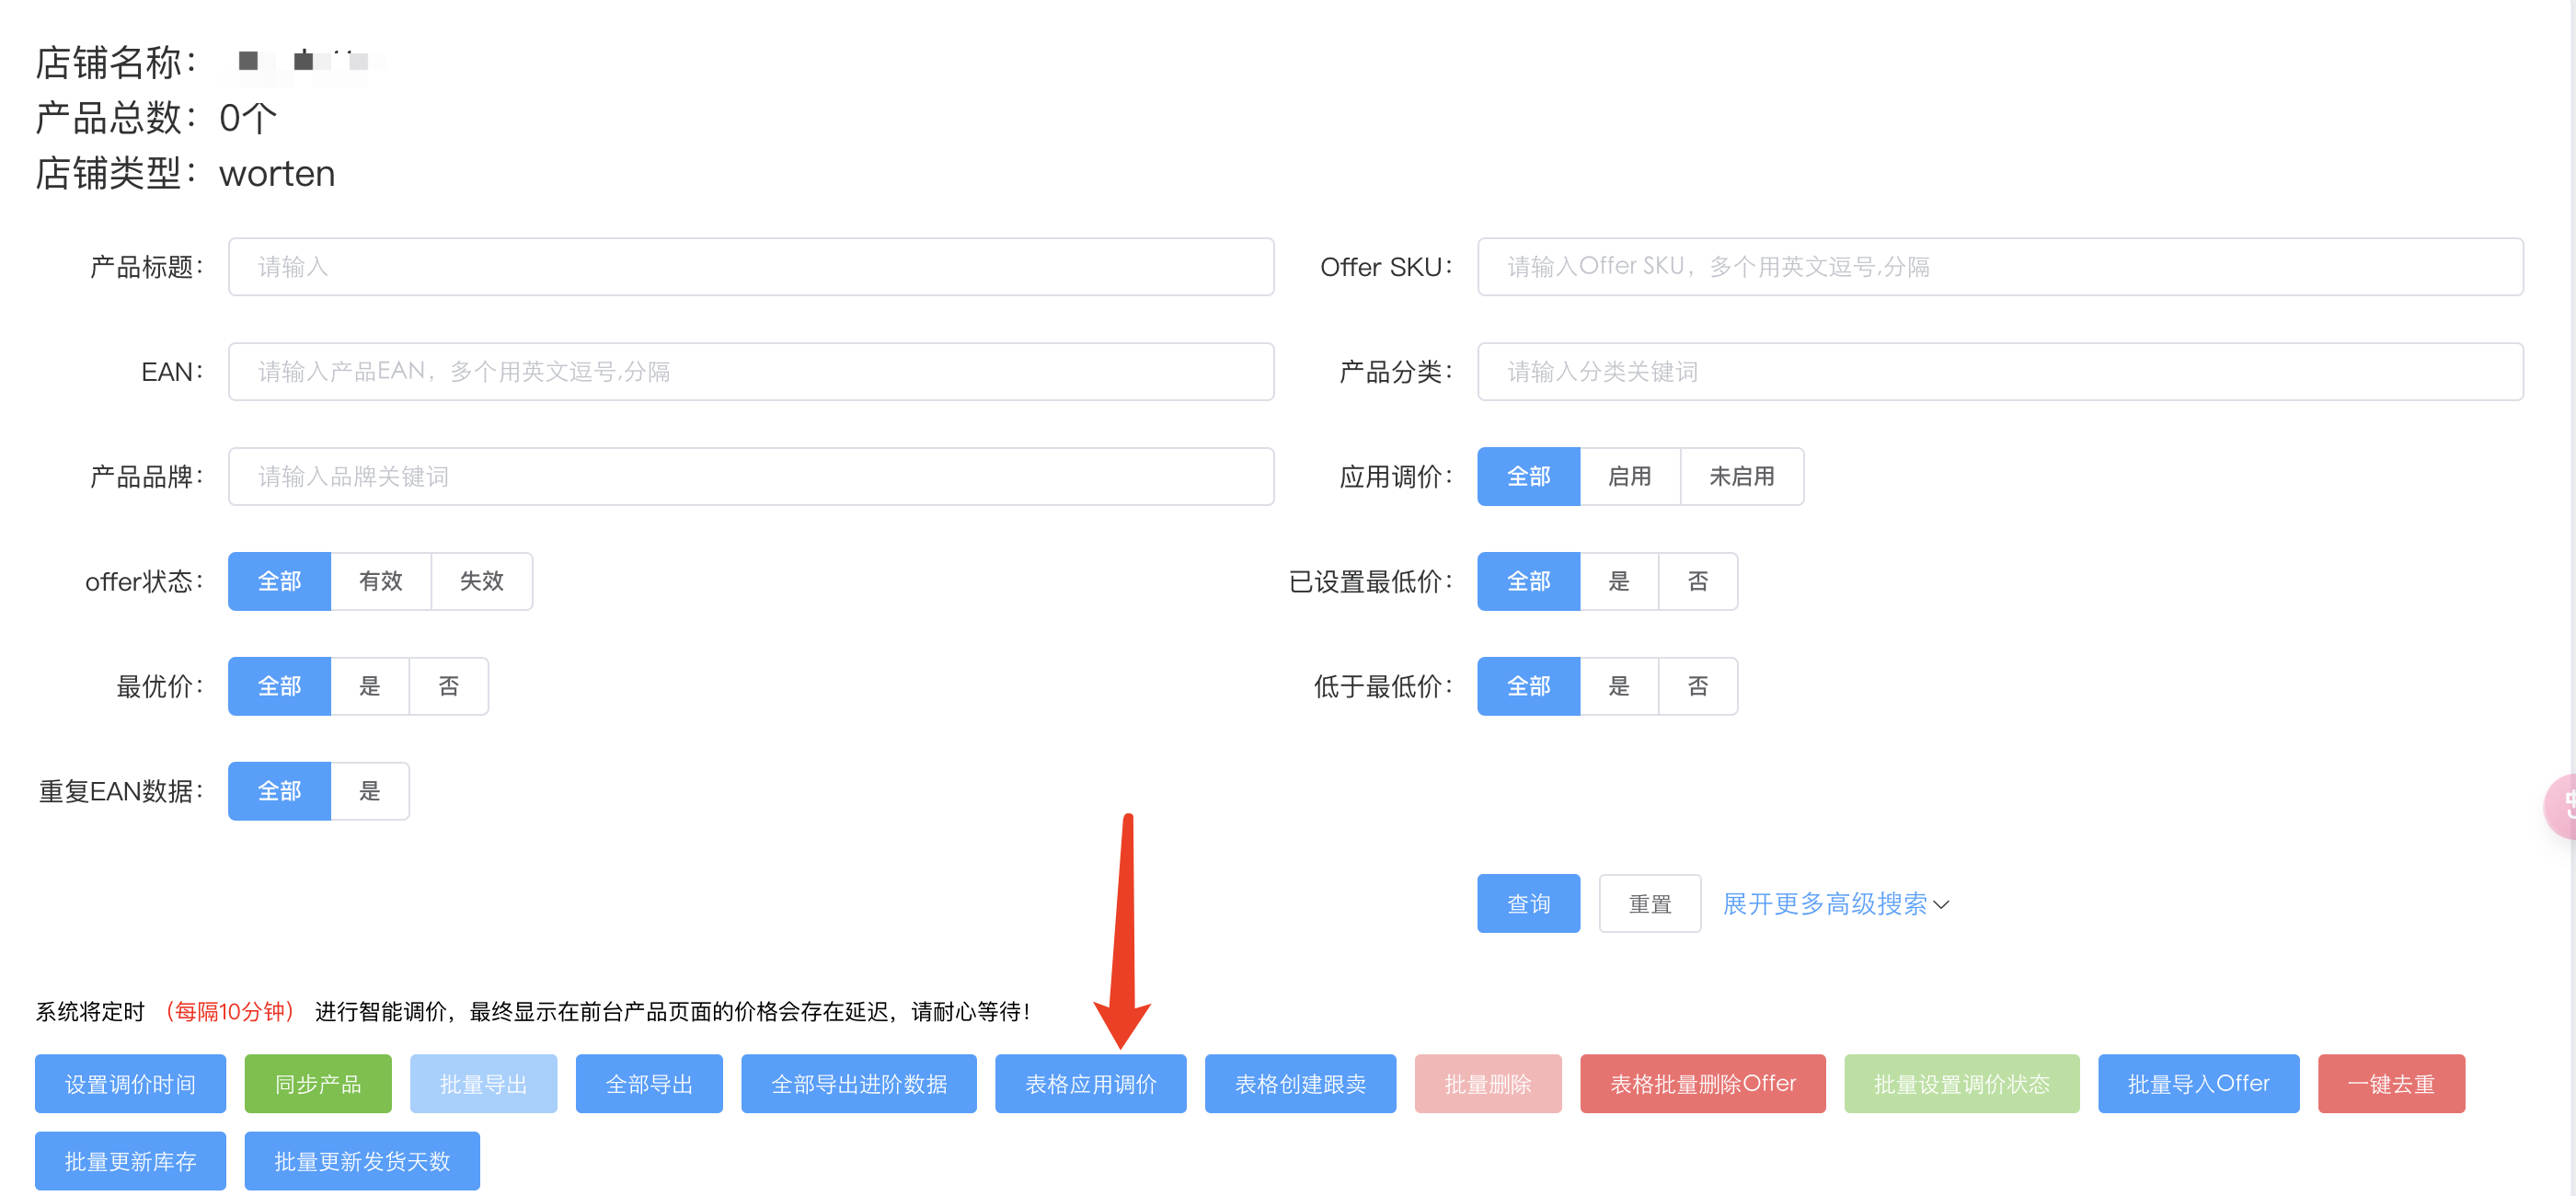 店铺名称：
产品总数：0个
店铺类型：worten
产品标题： 请输入 Offer SKU： 请输入Offer SKU，多个用英文逗号,分隔
EAN： 请输入产品EAN，多个用英文逗号,分隔 产品分类： 请输入分类关键词
产品品牌： 请输入品牌关键词 应用调价： 全部 启用 未启用
offer状态： 全部 有效 失效 已设置最低价： 全部 是 否
最优价： 全部 是 否 低于最低价： 全部 是 否
重复EAN数据： 全部 是
查询 重置 展开更多高级搜索
系统将定时 （每隔10分钟） 进行智能调价，最终显示在前台产品页面的价格会存在延迟，请耐心等待！
设置调价时间 同步产品 批量导出 全部导出 全部导出进阶数据 表格应用调价 表格创建跟卖 批量删除 表格批量删除Offer 批量设置调价状态 批量导入Offer 一键去重
批量更新库存 批量更新发货天数